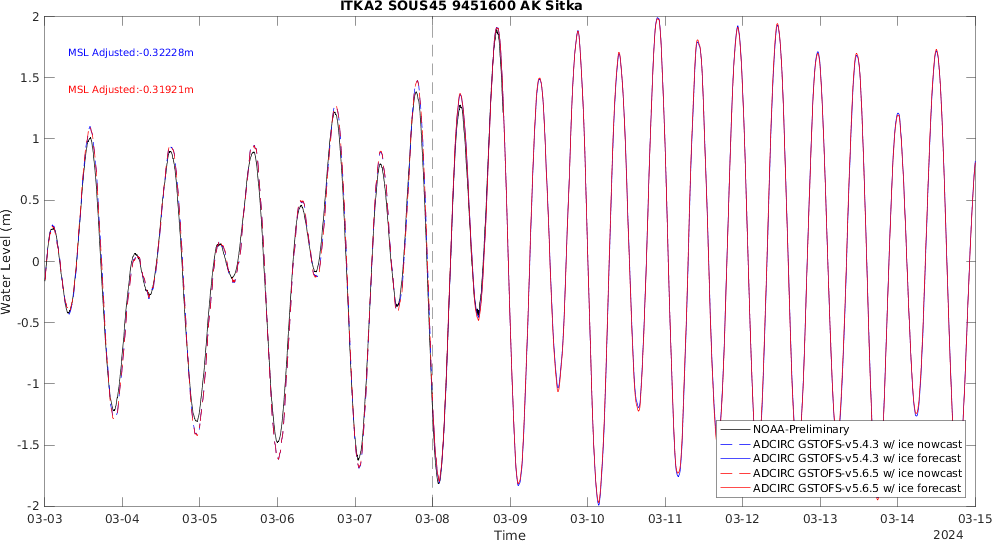 ITKA2 SOUS45 9451600 AK Sitka
MSL Adjusted:-0.32228m
MSL Adjusted:-0.31921m
Water Level (m)
2
1.5
1
0.5
0
-0.5
-1
-1.5
-2
NOAA-Preliminary
ADCIRC GSTOFS-v5.4.3 w/ ice nowcast
ADCIRC GSTOFS-v5.4.3 w/ ice forecast
ADCIRC GSTOFS-v5.6.5 w/ ice nowcast
ADCIRC GSTOFS-v5.6.5 w/ ice forecast
03-03 03-04 03-05 03-06 03-07 03-08 03-09 03-10 03-11 03-12 03-13 03-14 03-15
Time
2024